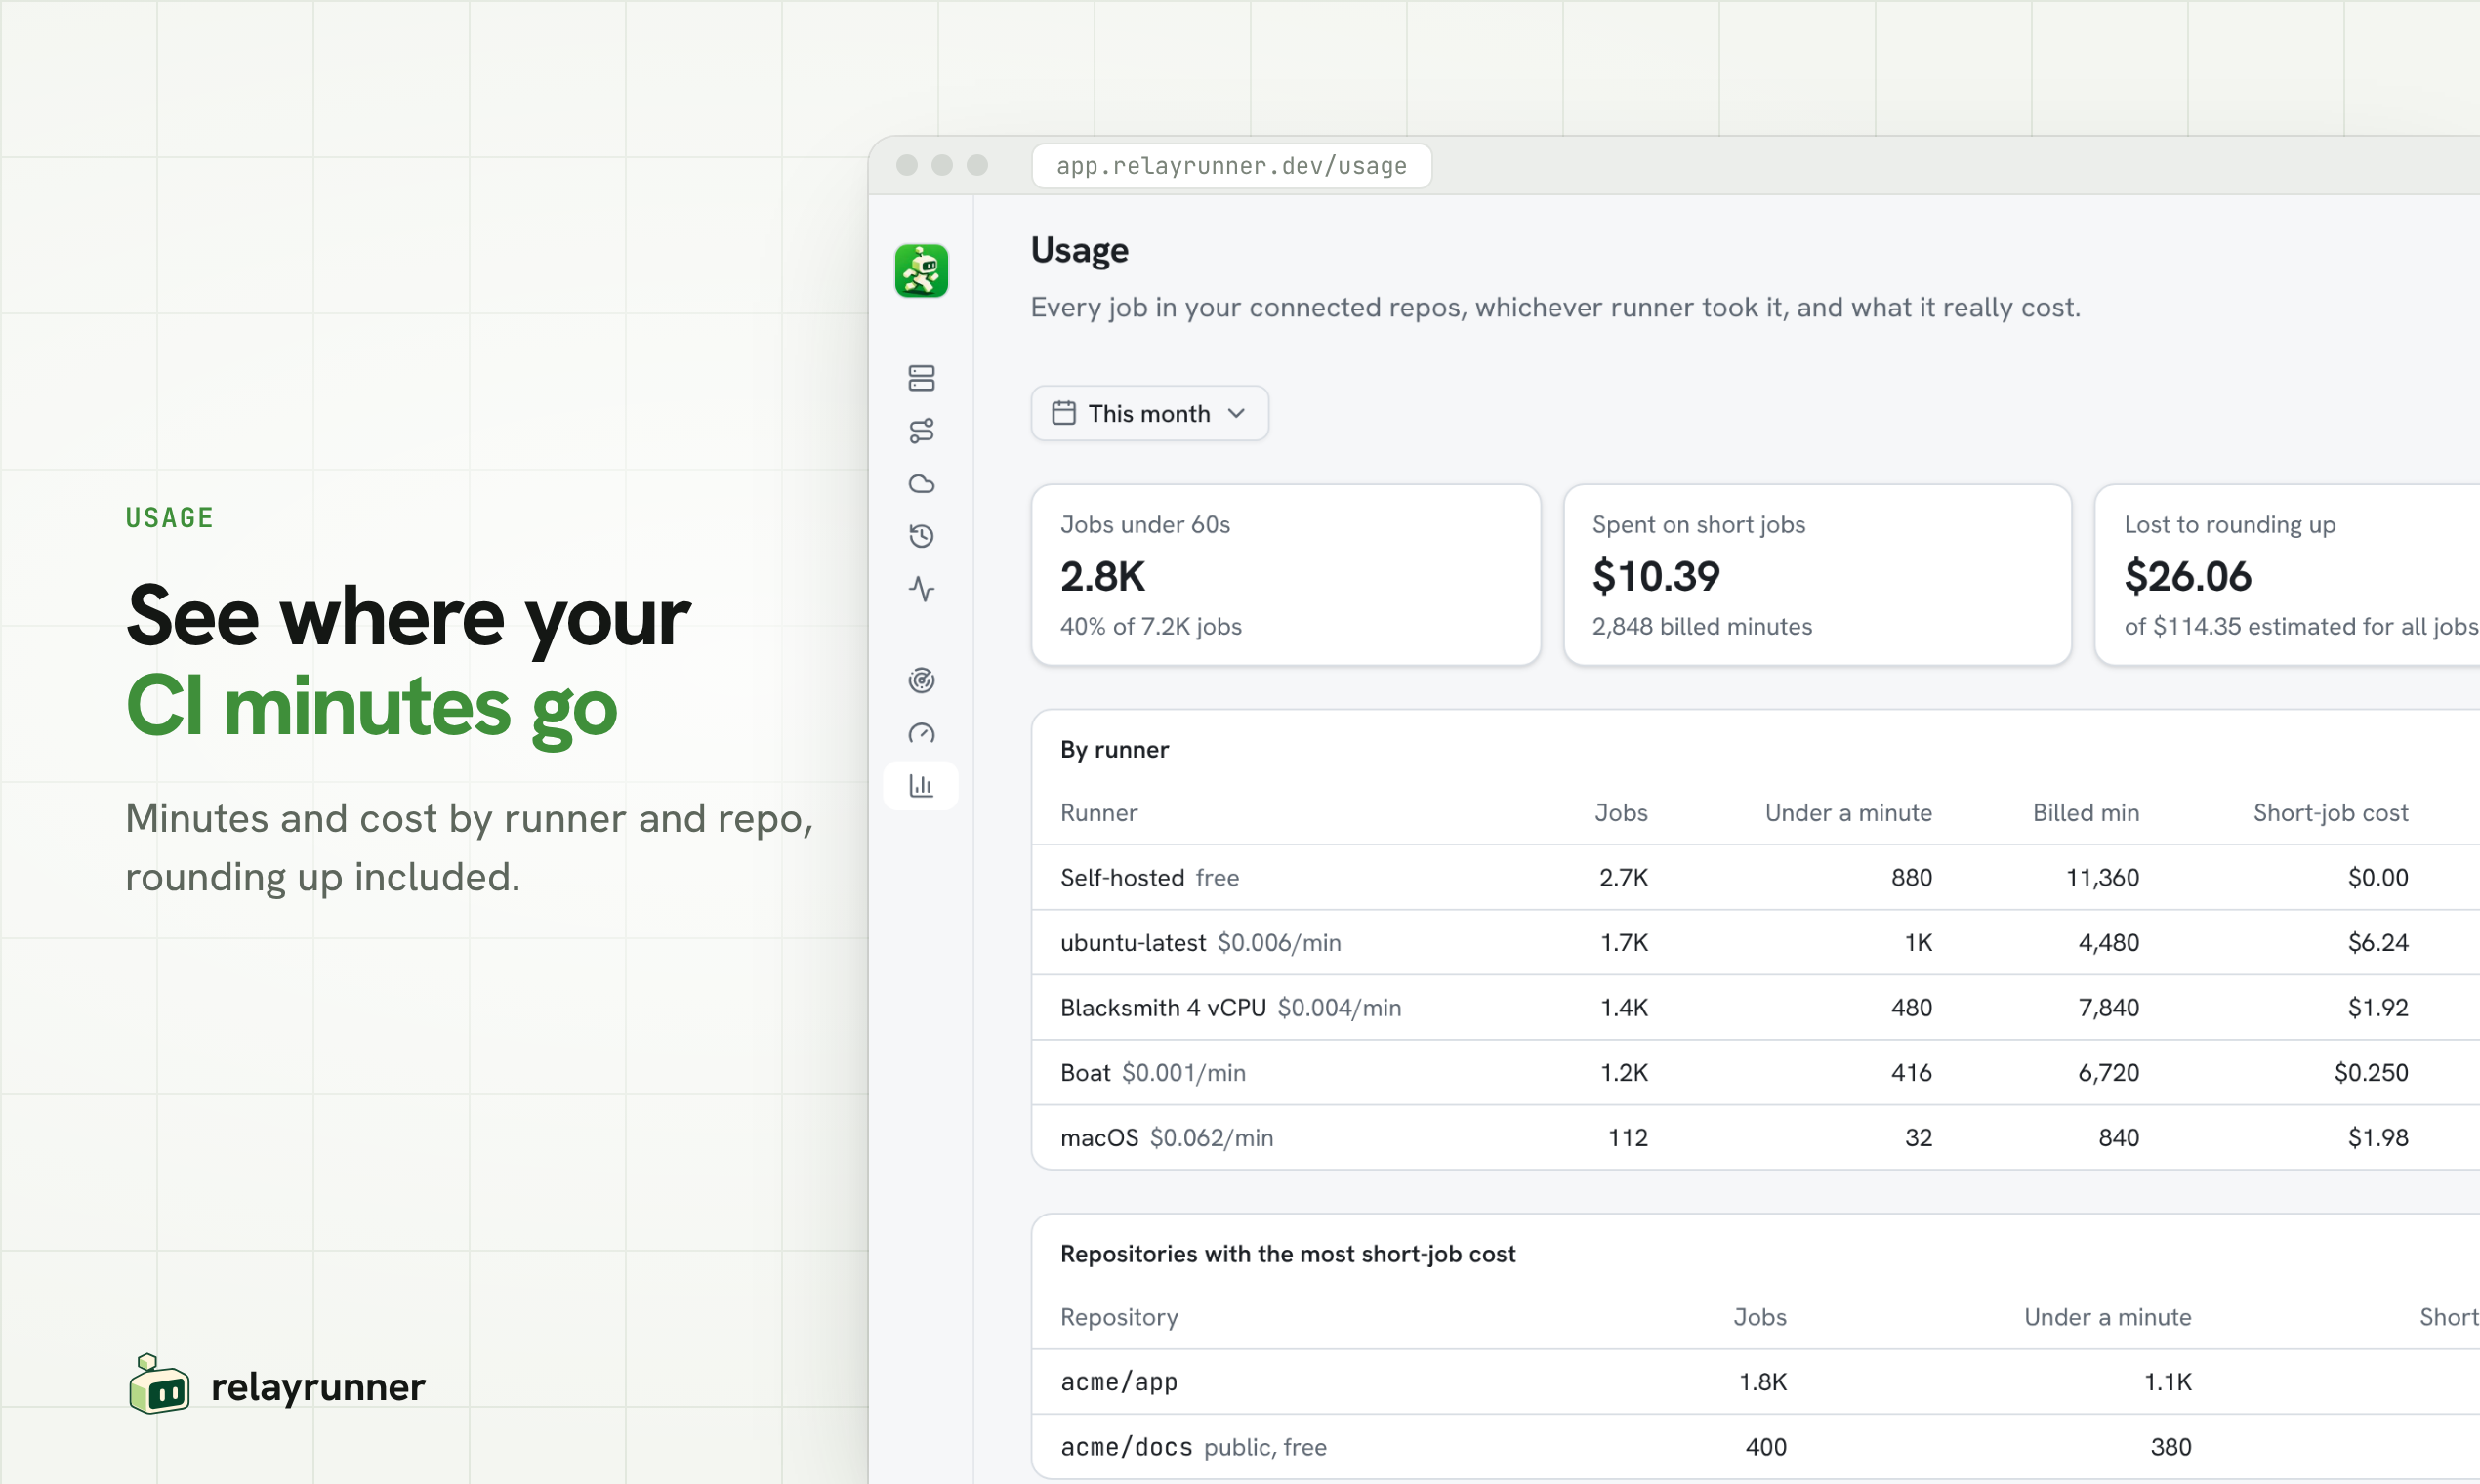 USAGE
See where your
CI minutes go
Minutes and cost by runner and repo,
rounding up included.
relayrunner
app.relayrunner.dev/usage
Usage
Every job in your connected repos, whichever runner took it, and what it really cost.
This month
Jobs under 60s
2.8K
40% of 7.2K jobs
Spent on short jobs
$10.39
2,848 billed minutes
Lost to rounding up
$26.06
of $114.35 estimated for all jobs
By runner
Runner Jobs Under a minute Billed min Short-job cost
Self-hosted free 2.7K 880 11,360 $0.00
ubuntu-latest $0.006/min 1.7K 1K 4,480 $6.24
Blacksmith 4 vCPU $0.004/min 1.4K 480 7,840 $1.92
Boat $0.001/min 1.2K 416 6,720 $0.250
macOS $0.062/min 112 32 840 $1.98
Repositories with the most short-job cost
Repository Jobs Under a minute Short
acme/app 1.8K 1.1K
acme/docs public, free 400 380